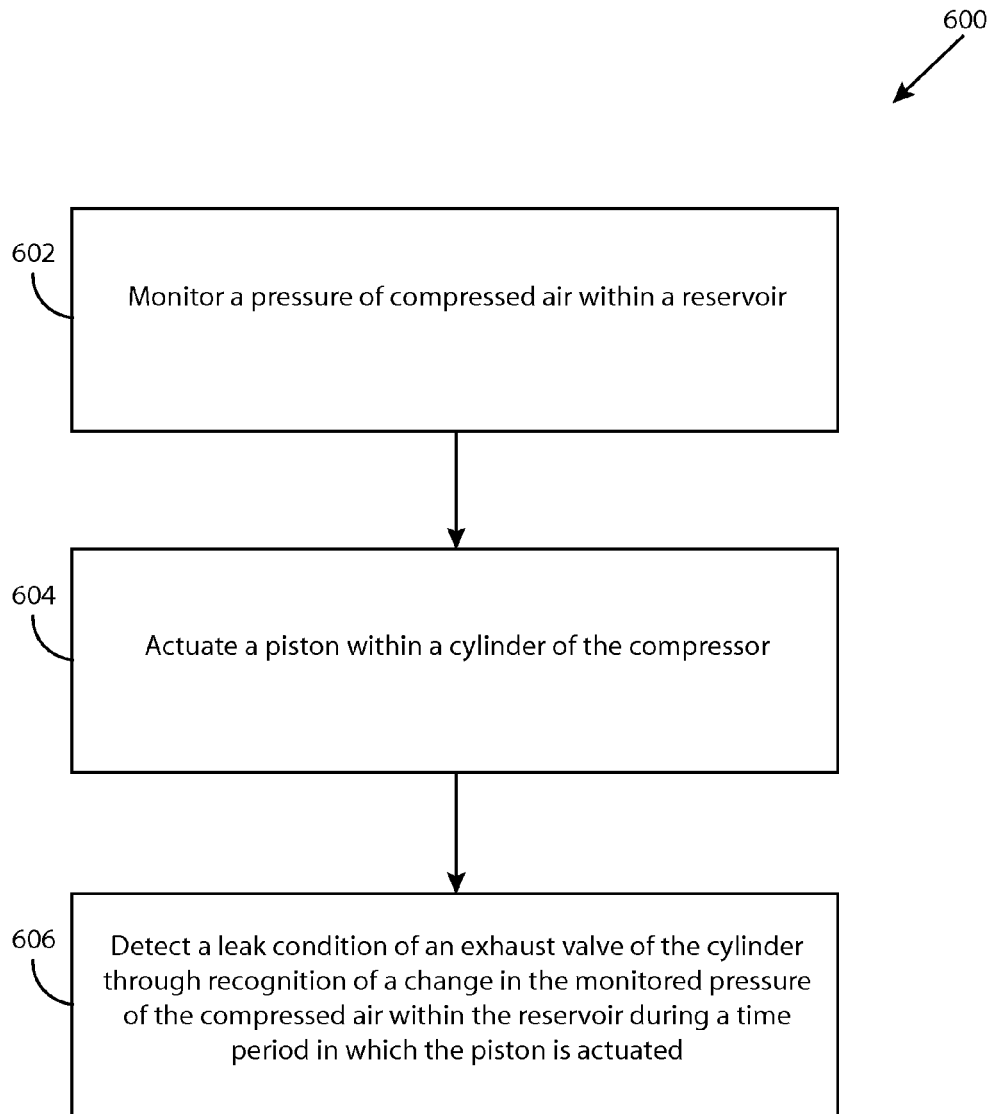 600
602
Monitor a pressure of compressed air within a reservoir
604
Actuate a piston within a cylinder of the compressor
606
Detect a leak condition of an exhaust valve of the cylinder
through recognition of a change in the monitored pressure
of the compressed air within the reservoir during a time
period in which the piston is actuated